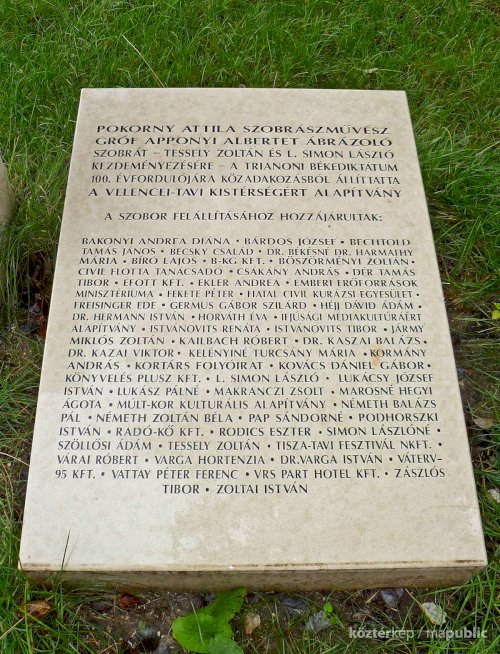 POKORNY ATTILA SZOBRÁSZMŰVÉSZ
GRÓF APPONYI ALBERTET ÁBRÁZOLÓ
SZOBRÁT – TESSELY ZOLTÁN ÉS L. SIMON LÁSZLÓ
KEZDEMÉNYEZÉSÉRE – A TRIANONI BÉKEDIKTÁTUM
100. ÉVFORDULÓJÁRA KÖZADAKOZÁSBÓL ÁLLÍTTATTA
A VELENCEI-TAVI KISTÉRSÉGÉRT ALAPÍTVÁNY
A SZOBOR FELÁLLÍTÁSÁHOZ HOZZÁJÁRULTAK:
BAKONYI ANDREA DIÁNA • BÁRDOS JÓZSEF • BECHTOLD
TAMÁS JÁNOS • BECSKY CSALÁD • DR. BÉKÉSNÉ DR. HARMATHY
MÁRIA • BIRÓ LAJOS • B-KG KFT. • BÖSZÖRMÉNYI ZOLTÁN
CIVIL FLOTTA TANÁCSADÓ • CSÁKÁNY ANDRÁS • DÉR TAMÁS
TIBOR • EFOTT KFT. • EKLER ANDREA • EMBERI ERŐFORRÁSOK
MINISZTÉRIUMA • FEKETE PÉTER • FIATAL CIVIL KURÁZSI EGYESÜLET •
FREISINGER EDE • GERMUS GÁBOR SZILÁRD • HÉJJ DÁVID ÁDÁM •
DR. HERMANN ISTVÁN • HORVÁTH ÉVA • IFJÚSÁGI MÉDIAKULTÚRÁÉRT
ALAPÍTVÁNY • ISTVÁNOVITS RENÁTA • ISTVÁNOVITS TIBOR • JÁRMY
MIKLÓS ZOLTÁN • KAILBACH RÓBERT • DR. KASZAI BALÁZS
DR. KAZAI VIKTOR • KELÉNYINÉ TURCSÁNY MÁRIA • KORMÁNY
ANDRÁS • KORTÁRS FOLYÓIRAT • KOVÁCS DÁNIEL GÁBOR
KÖNYVELÉS PLUSZ KFT. • L. SIMON LÁSZLÓ • LUKÁCSY JÓZSEF
ISTVÁN • LUKÁSZ PÁLNÉ • MAKRANCZI ZSOLT • MAROSNÉ HEGYI
ÁGOTA • MÚLT-KOR KULTURÁLIS ALAPÍTVÁNY • NÉMETH BALÁZS
PÁL • NÉMETH ZOLTÁN BÉLA • PAP SÁNDORNÉ • PODHORSZKI
ISTVÁN • RADÓ-KŐ KFT. • RODICS ESZTER • SIMON LÁSZLÓNÉ •
SZÖLLŐSI ÁDÁM • TESSELY ZOLTÁN • TISZA-TAVI FESZTIVÁL NKFT. •
VÁRAI RÓBERT • VARGA HORTENZIA • DR.VARGA ISTVÁN • VÁTERV-
95 KFT. • VATTAY PÉTER FERENC • VRS PART HOTEL KFT. • ZÁSZLÓS
TIBOR • ZOLTAI ISTVÁN
köztérkép / mapublic